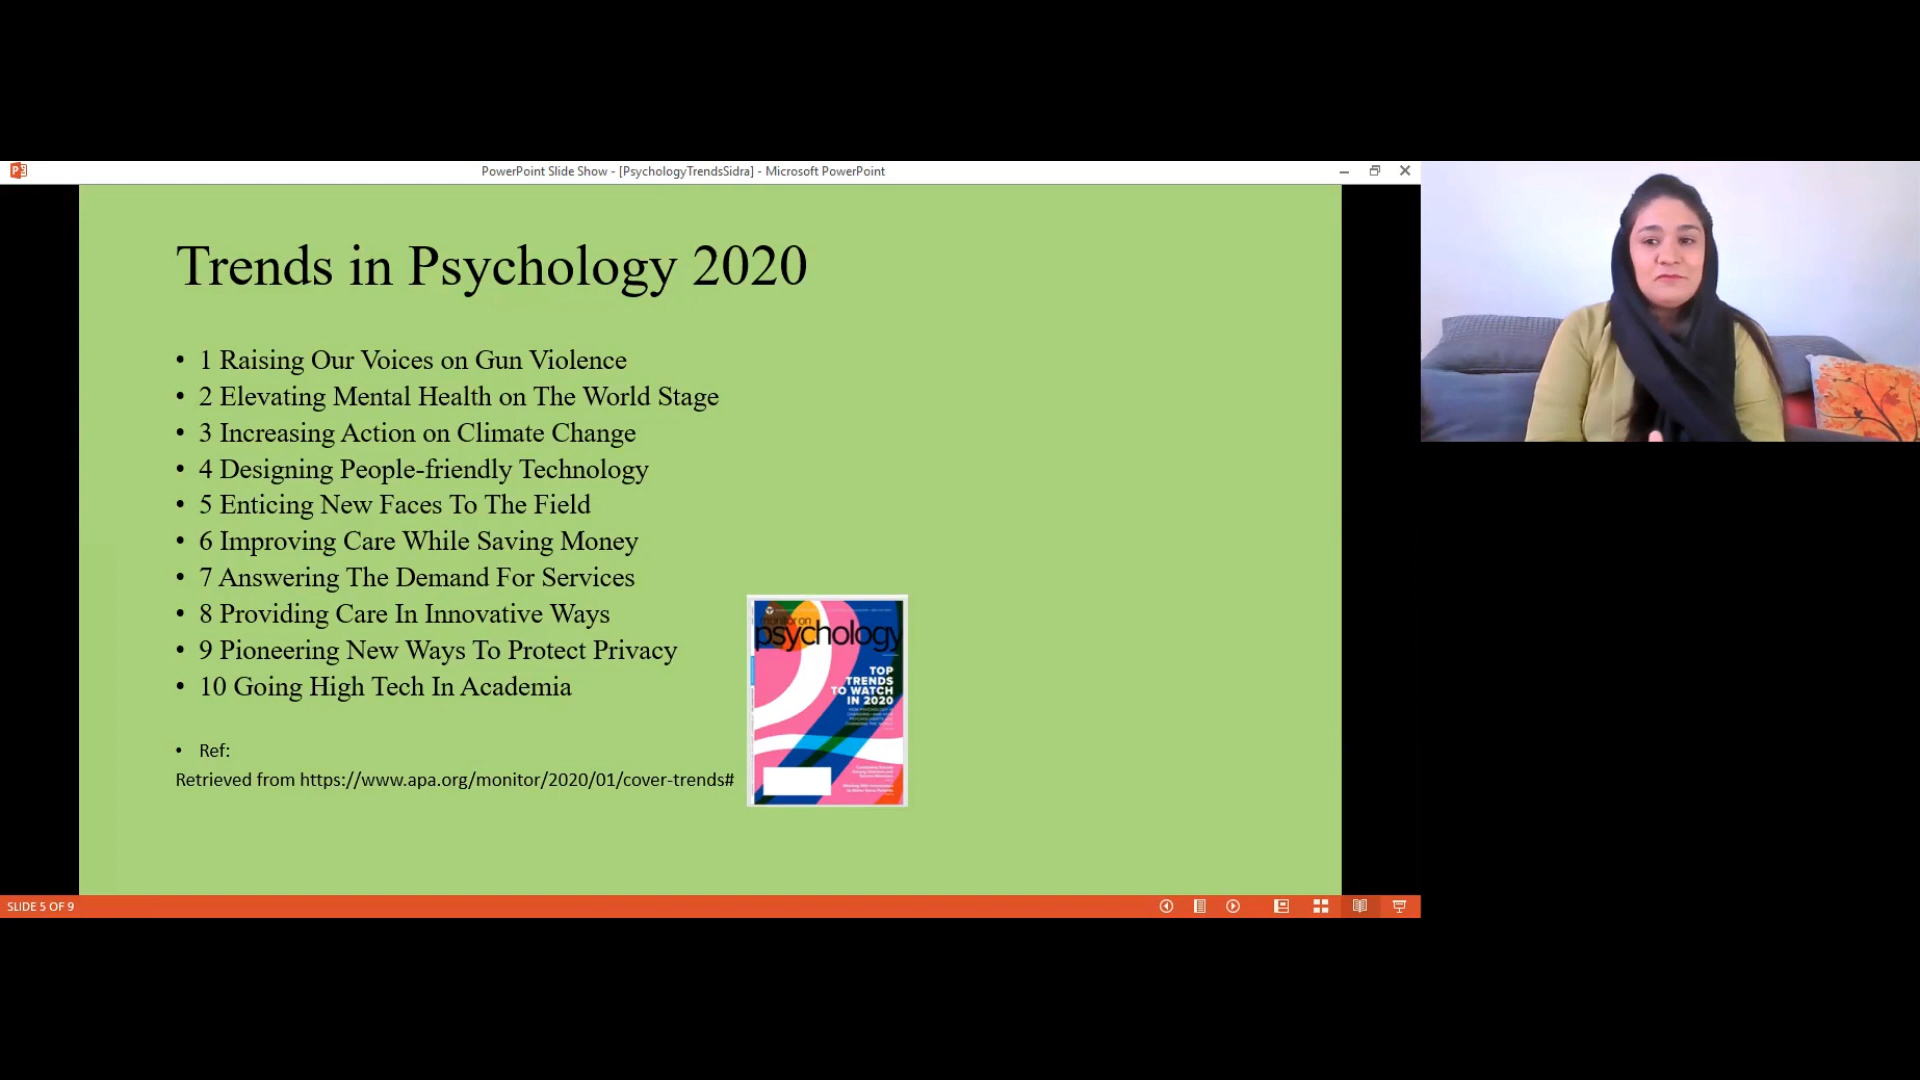 PowerPoint Slide Show - [PsychologyTrendsSidra] - Microsoft PowerPoint
Trends in Psychology 2020
• 1 Raising Our Voices on Gun Violence
• 2 Elevating Mental Health on The World Stage
• 3 Increasing Action on Climate Change
• 4 Designing People-friendly Technology
• 5 Enticing New Faces To The Field
• 6 Improving Care While Saving Money
• 7 Answering The Demand For Services
• 8 Providing Care In Innovative Ways
• 9 Pioneering New Ways To Protect Privacy
• 10 Going High Tech In Academia
• Ref:
Retrieved from https://www.apa.org/monitor/2020/01/cover-trends#
monitor on
psychology
TOP
TRENDS
TO WATCH
IN 2020
SLIDE 5 OF 9